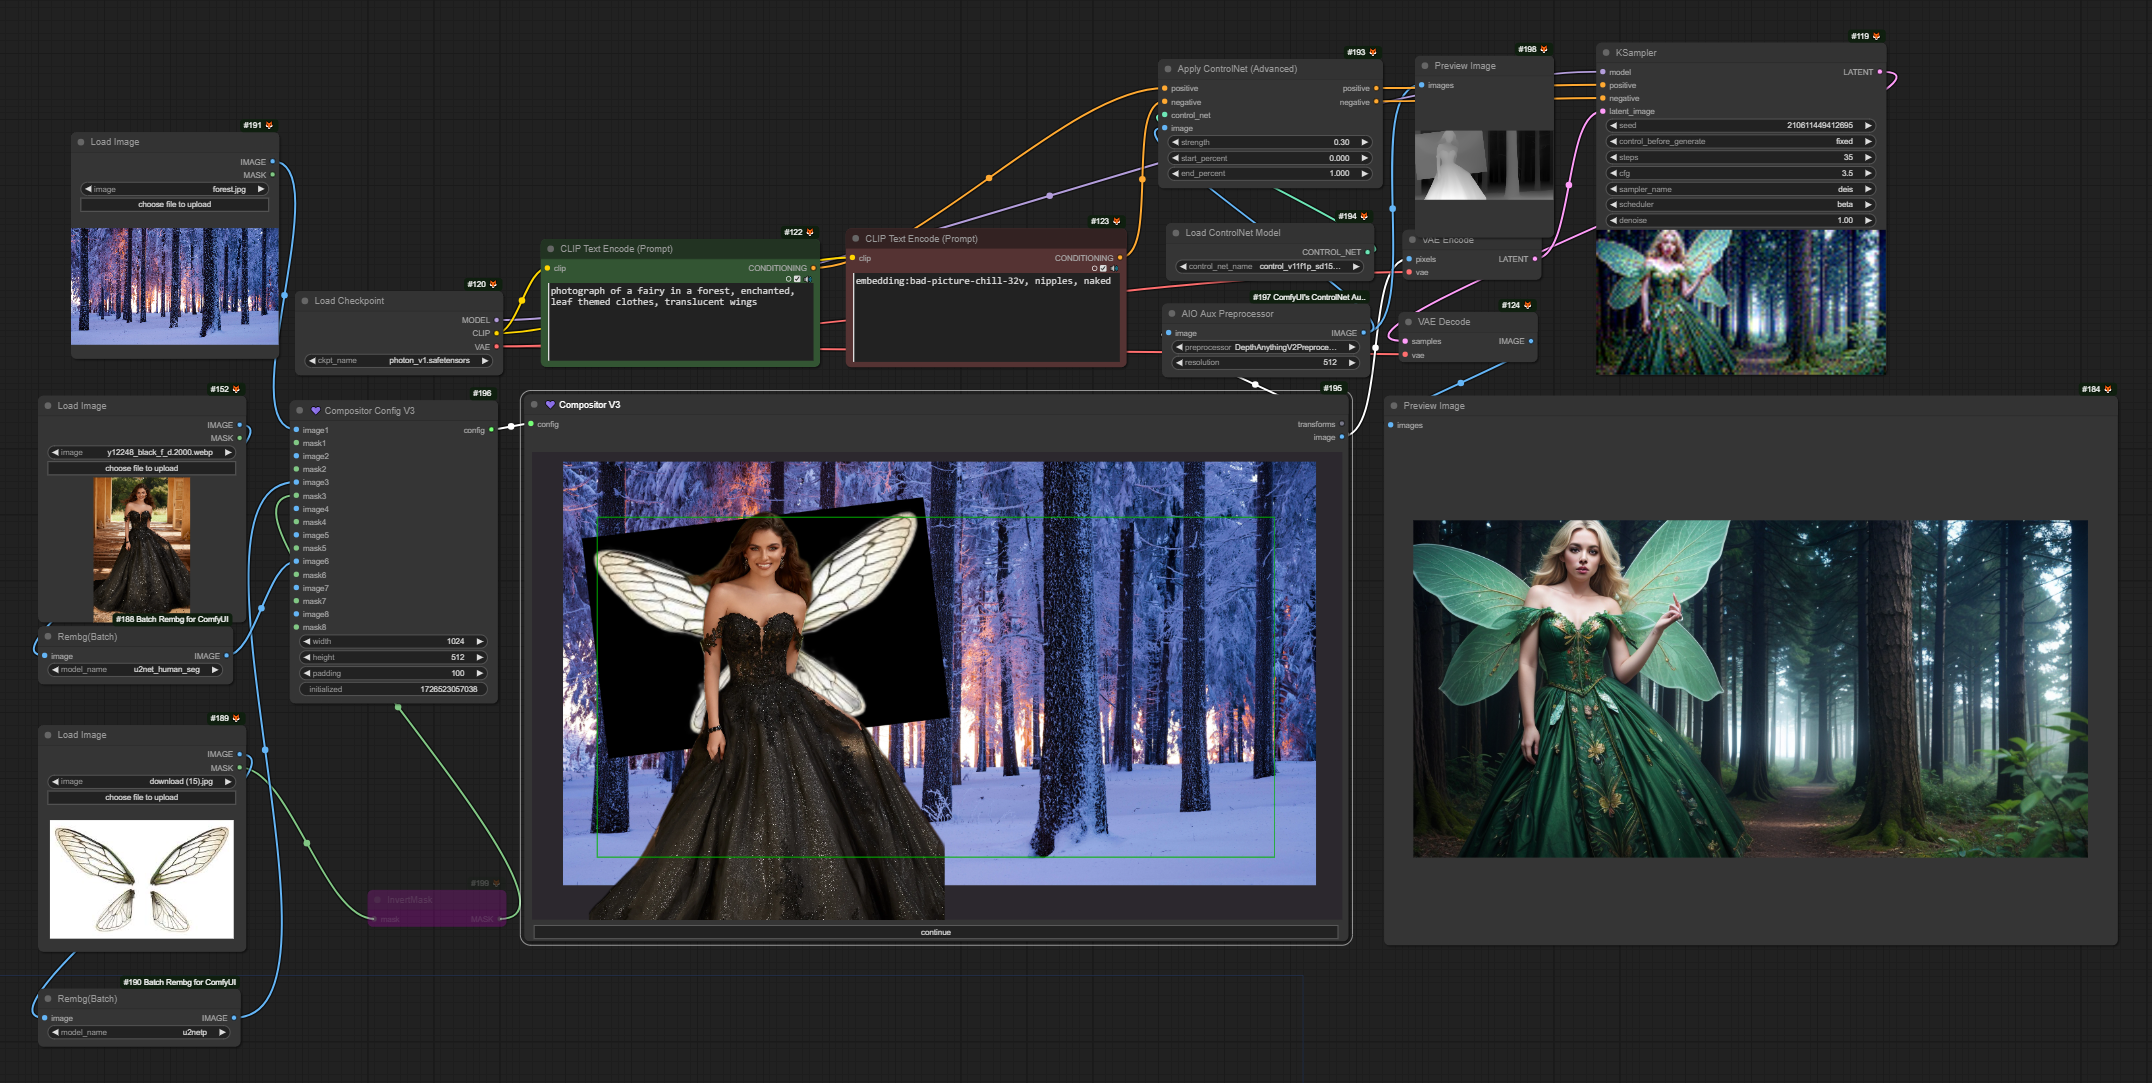 #191
Load Image
IMAGE
MASK
image forest.jpg
choose file to upload
#152
Load Image
IMAGE
MASK
image y12248_black_f_d.2000.webp
choose file to upload
#188 Batch Rembg for ComfyUI
Rembg(Batch)
image IMAGE
model_name u2net_human_seg
#189
Load Image
IMAGE
MASK
image download (15).jpg
choose file to upload
#190 Batch Rembg for ComfyUI
Rembg(Batch)
image IMAGE
model_name u2netp
#120
Load Checkpoint
MODEL
CLIP
VAE
ckpt_name photon_v1.safetensors
#196
Compositor Config V3
image1 config
mask1
image2
mask2
image3
mask3
image4
mask4
image5
mask5
image6
mask6
image7
mask7
image8
mask8
width 1024
height 512
padding 100
initialized 1726523057038
#199
InvertMask
mask MASK
#122
CLIP Text Encode (Prompt)
clip CONDITIONING
photograph of a fairy in a forest, enchanted,
leaf themed clothes, translucent wings
#123
CLIP Text Encode (Prompt)
clip CONDITIONING
embedding:bad-picture-chill-32v, nipples, naked
#195
Compositor V3
config transforms
image
continue
#193
Apply ControlNet (Advanced)
positive positive
negative negative
control_net
image
strength 0.30
start_percent 0.000
end_percent 1.000
#194
Load ControlNet Model
CONTROL_NET
control_net_name control_v11f1p_sd15...
#197 ComfyUI's ControlNet Au..
AIO Aux Preprocessor
image IMAGE
preprocessor DepthAnythingV2Preproce...
resolution 512
#198
Preview Image
images
VAE Encode
pixels LATENT
vae
#124
VAE Decode
samples IMAGE
vae
#119
KSampler
model LATENT
positive
negative
latent_image
seed 210611449412695
control_before_generate fixed
steps 35
cfg 3.5
sampler_name deis
scheduler beta
denoise 1.00
#184
Preview Image
images